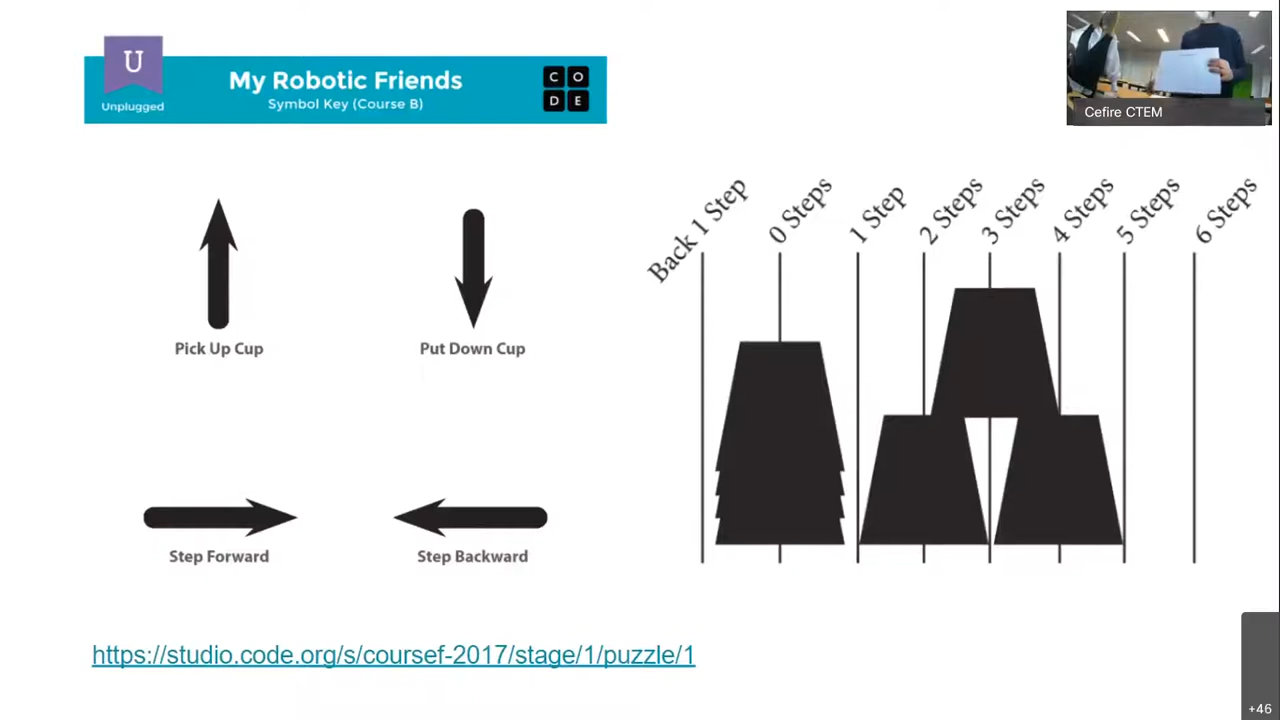 U
Unplugged
My Robotic Friends
Symbol Key (Course B)
C O
D E
Cefire CTEM
Pick Up Cup
Put Down Cup
Step Forward
Step Backward
Back 1 Step
0 Steps
1 Step
2 Steps
3 Steps
4 Steps
5 Steps
6 Steps
https://studio.code.org/s/coursef-2017/stage/1/puzzle/1
+46